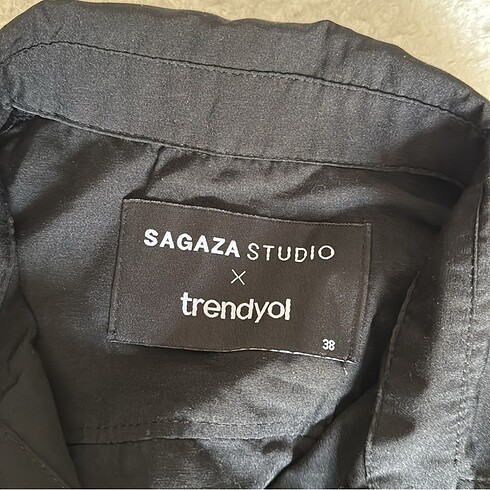 SAGAZA STUDIO
×
trendyol
38